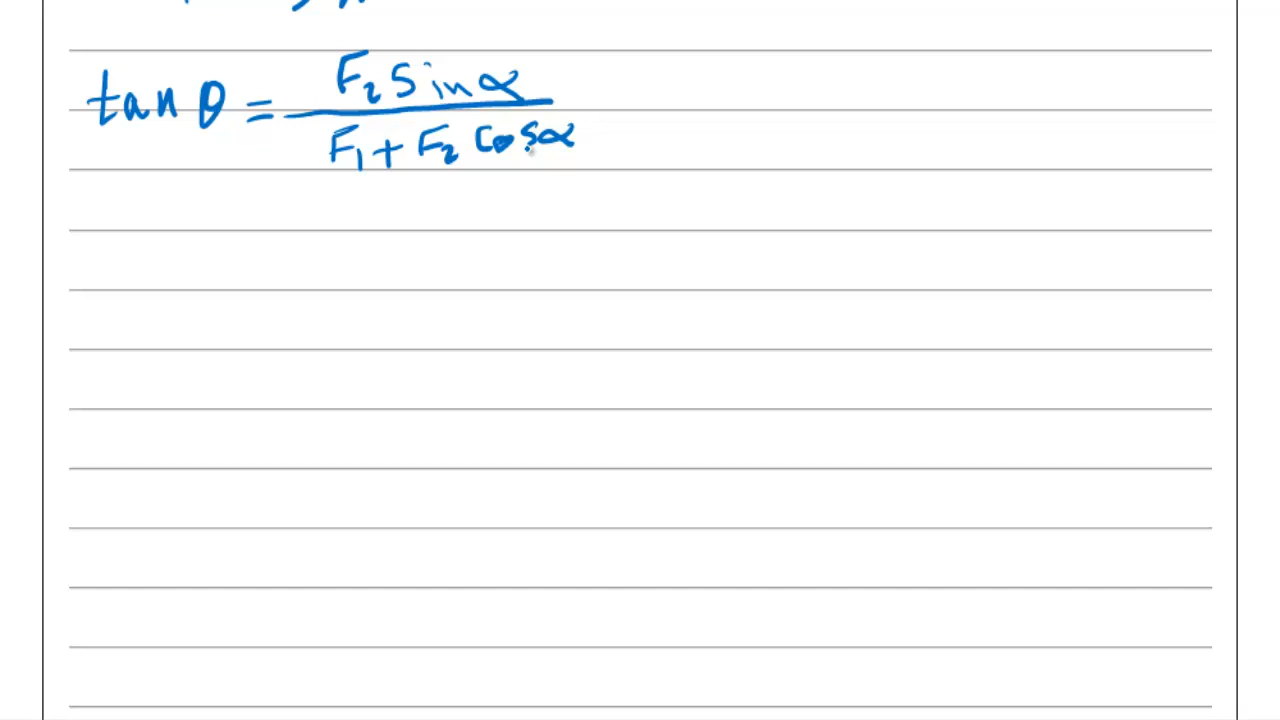 tan θ = F₂ sin α / F₁ + F₂ cos α